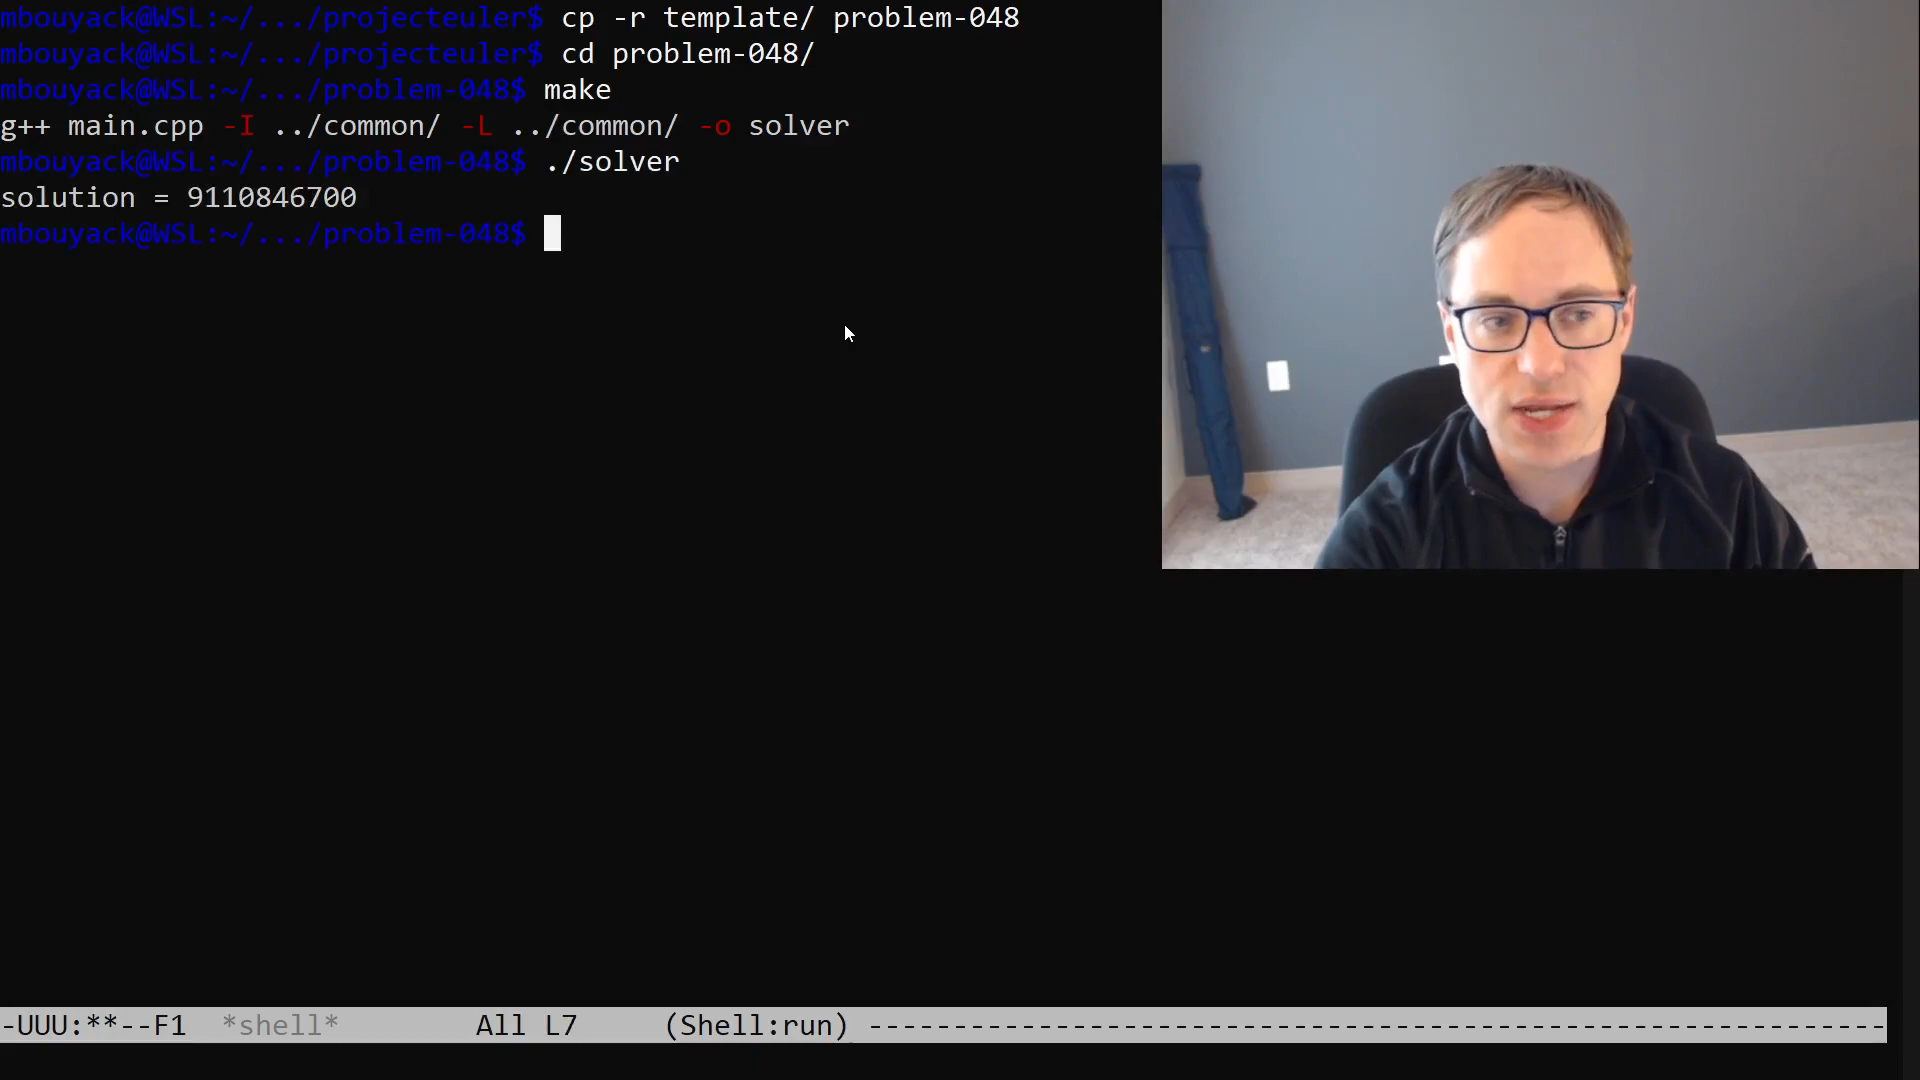 mbouyack@WSL:~/.../projecteuler$ cp -r template/ problem-048
mbouyack@WSL:~/.../projecteuler$ cd problem-048/
mbouyack@WSL:~/.../problem-048$ make
g++ main.cpp -I ../common/ -L ../common/ -o solver
mbouyack@WSL:~/.../problem-048$ ./solver
solution = 9110846700
mbouyack@WSL:~/.../problem-048$
-UUU:**--F1  *shell*        All L7     (Shell:run) ------------------------------------------------------------